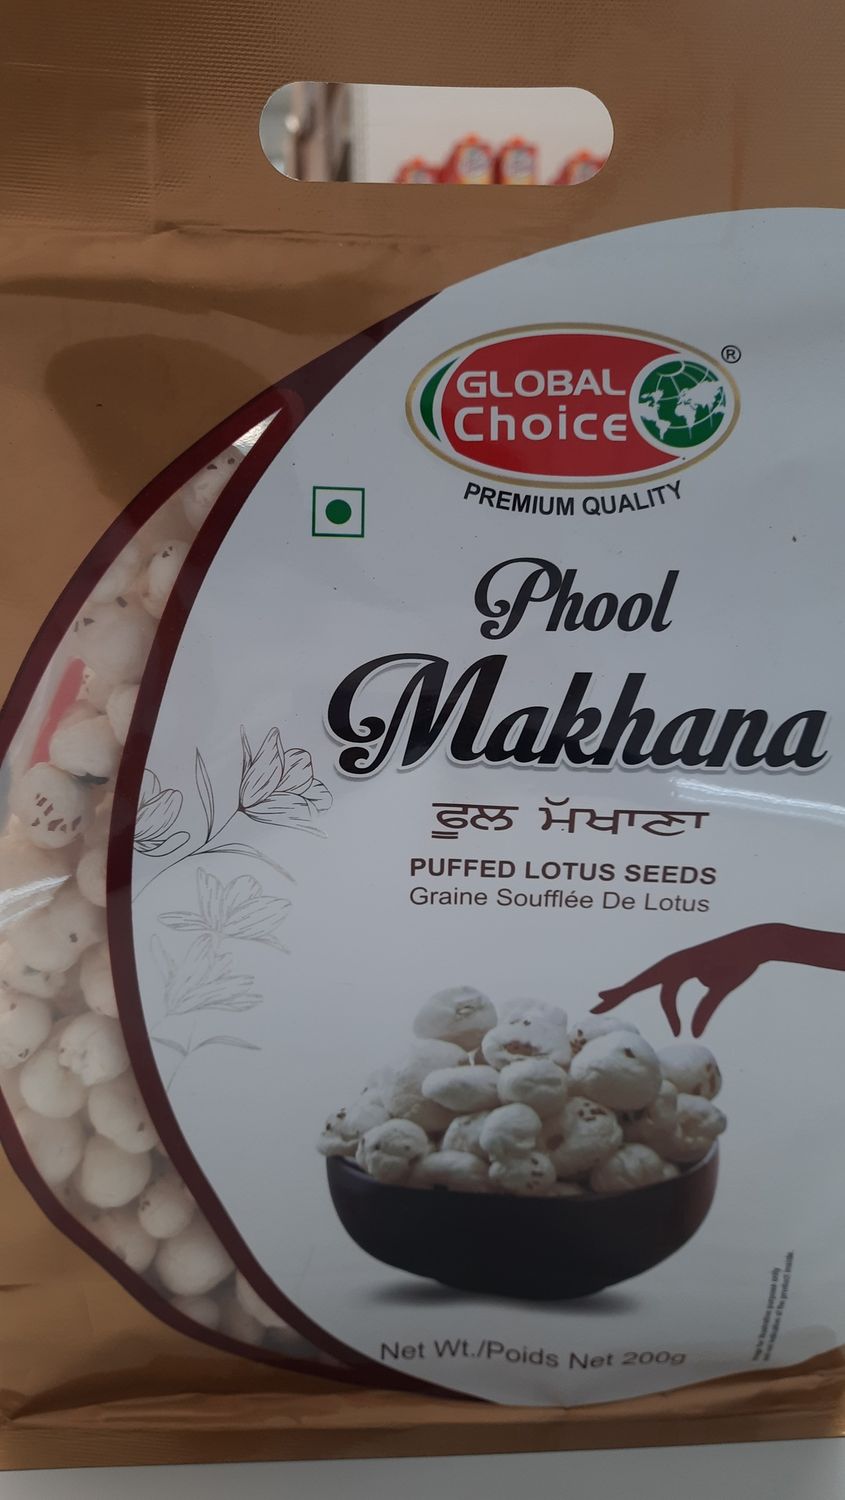 GLOBAL
Choice
®
PREMIUM QUALITY
Phool
Makhana
ਫੂਲ ਮੱਖਾਣਾ
PUFFED LOTUS SEEDS
Graine Soufflée De Lotus
Net Wt./Poids Net 200g